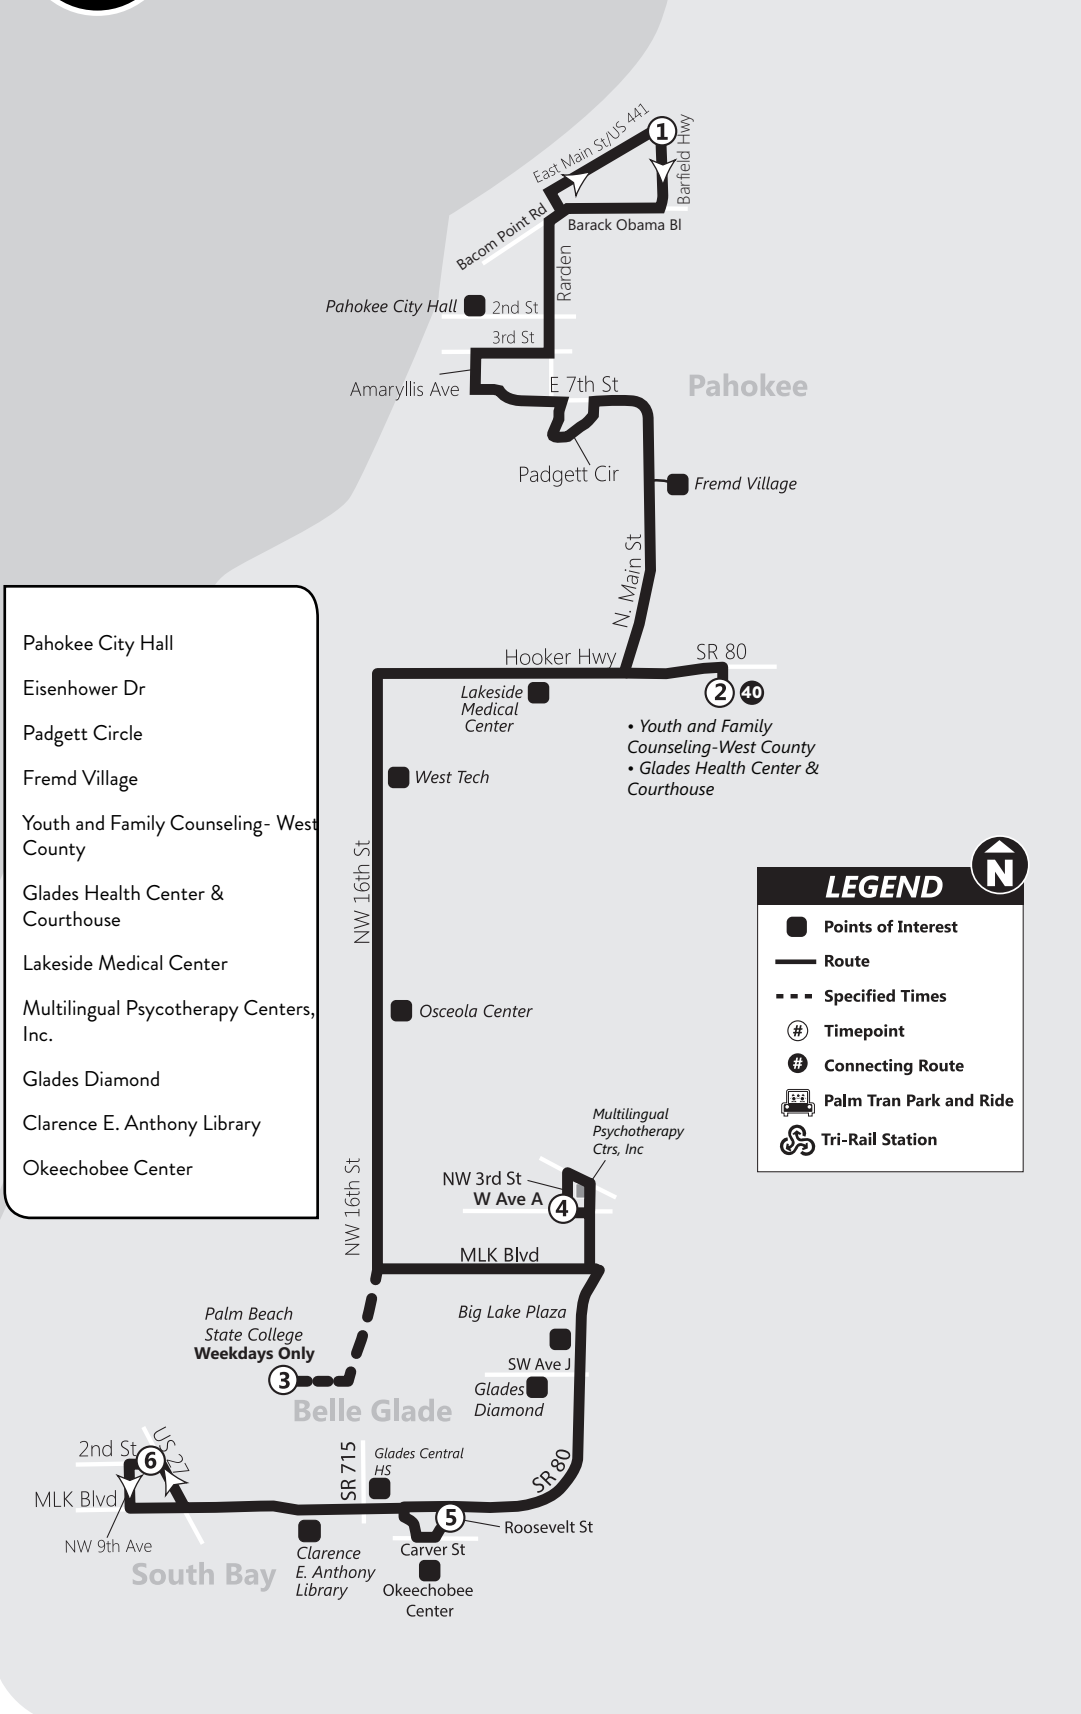 East Main St/US 441
1
Barfield Hwy
Bacom Point Rd
Barack Obama Bl
Rarden
Pahokee City Hall
2nd St
3rd St
Amaryllis Ave
E 7th St
Pahokee
Padgett Cir
Fremd Village
N. Main St
Hooker Hwy
SR 80
2
40
Lakeside
Medical
Center
• Youth and Family
Counseling-West County
• Glades Health Center &
Courthouse
West Tech
NW 16th St
Osceola Center
Pahokee City Hall
Eisenhower Dr
Padgett Circle
Fremd Village
Youth and Family Counseling- West
County
Glades Health Center &
Courthouse
Lakeside Medical Center
Multilingual Psycotherapy Centers,
Inc.
Glades Diamond
Clarence E. Anthony Library
Okeechobee Center
N
LEGEND
Points of Interest
Route
Specified Times
# Timepoint
# Connecting Route
Palm Tran Park and Ride
Tri-Rail Station
Multilingual
Psychotherapy
Ctrs, Inc
NW 3rd St
W Ave A
4
NW 16th St
MLK Blvd
Palm Beach
State College
Weekdays Only
3
Big Lake Plaza
SW Ave J
Glades
Diamond
Belle Glade
2nd St
6
US 27
MLK Blvd
NW 9th Ave
South Bay
SR 715
Glades Central
HS
SR 80
5
Roosevelt St
Carver St
Clarence
E. Anthony
Library
Okeechobee
Center